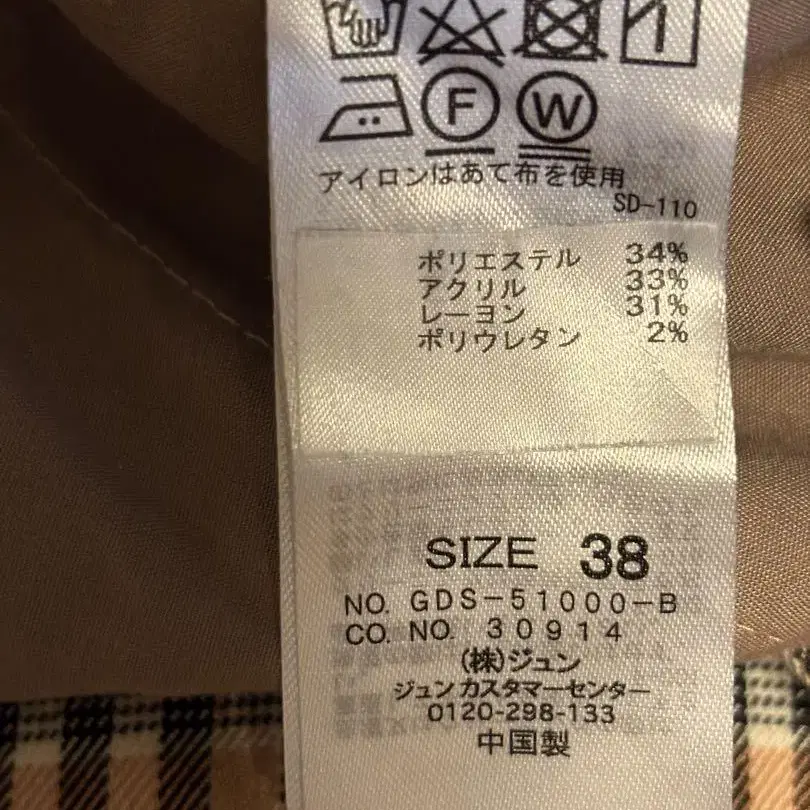 F W
アイロンはあて布を使用
SD-110
ポリエステル 34%
アクリル 33%
レーヨン 31%
ポリウレタン 2%
SIZE 38
NO. GDS-51000-B
CO. NO. 30914
(株)ジュン
ジュン カスタマーセンター
0120-298-133
中国製